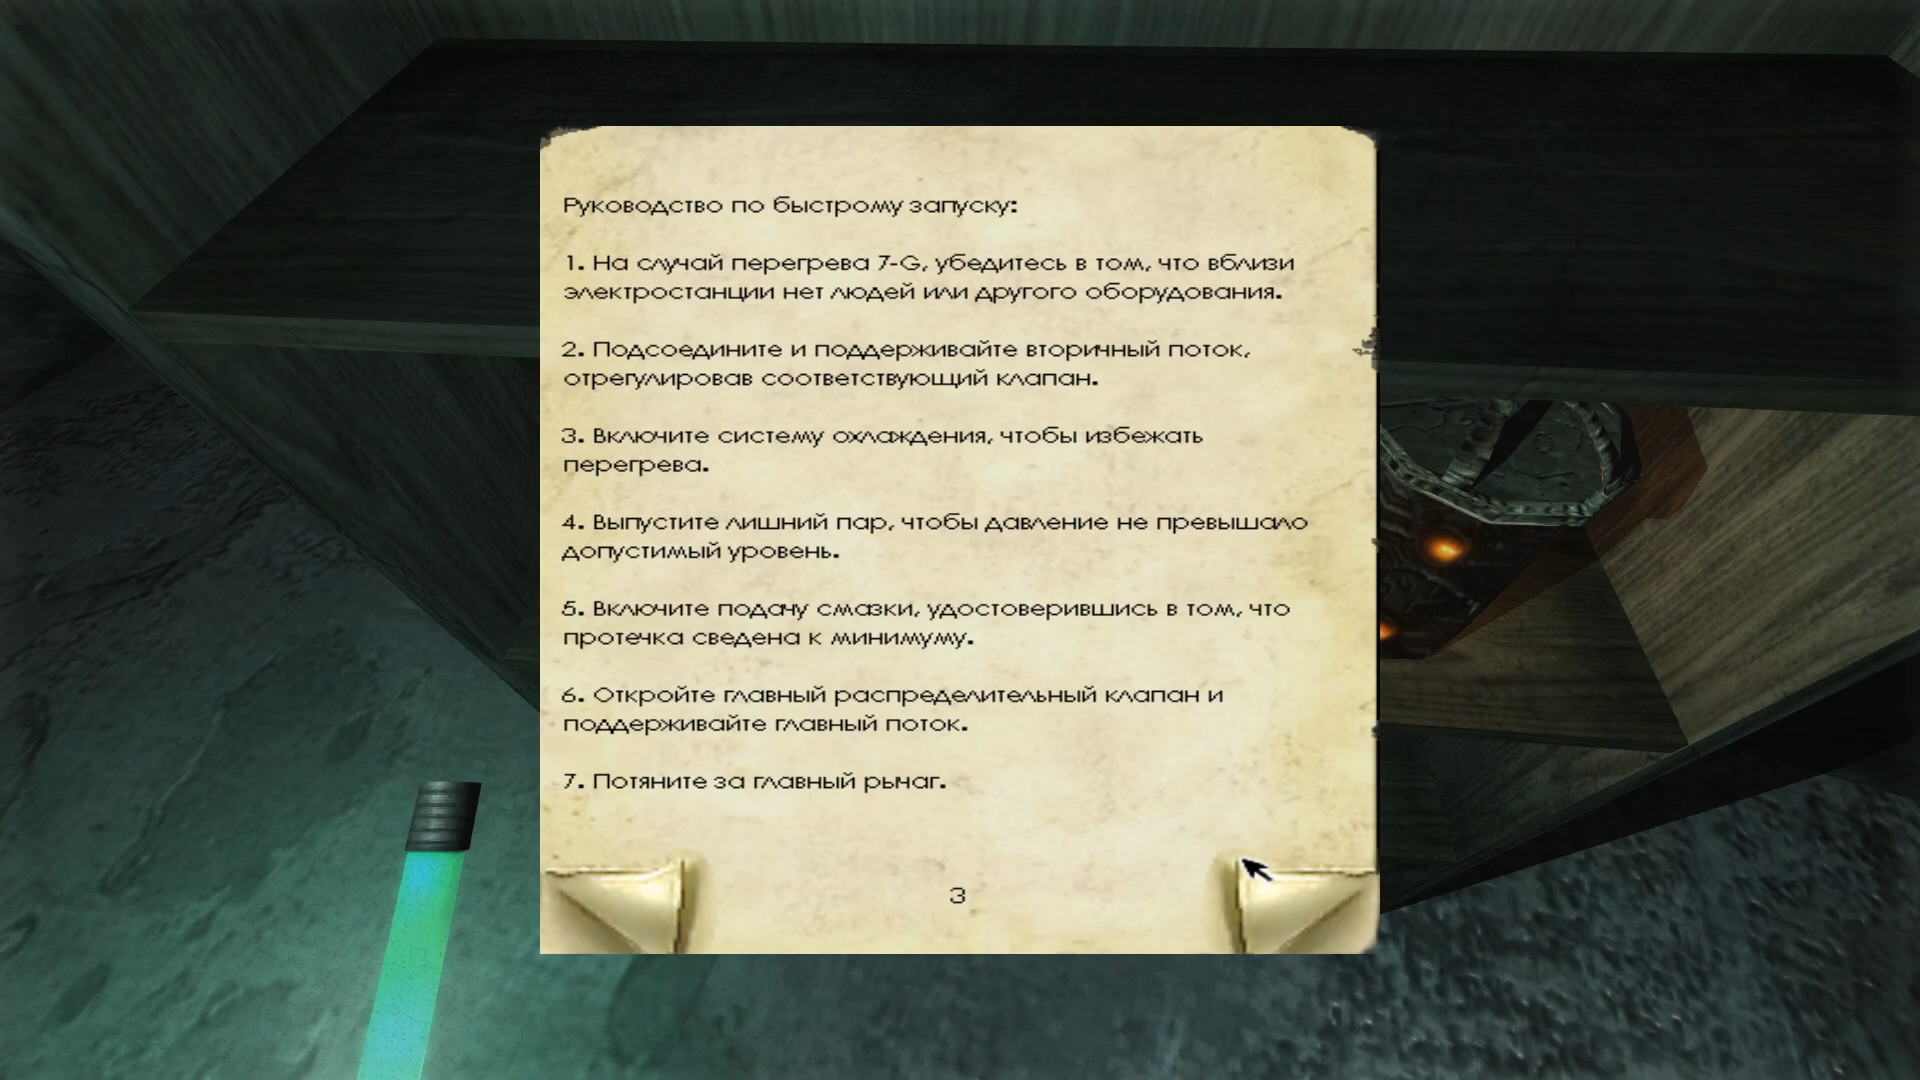 Руководство по быстрому запуску:
1. На случай перегрева 7-G, убедитесь в том, что вблизи
электростанции нет людей или другого оборудования.
2. Подсоедините и поддерживайте вторичный поток,
отрегулировав соответствующий клапан.
3. Включите систему охлаждения, чтобы избежать
перегрева.
4. Выпустите лишний пар, чтобы давление не превышало
допустимый уровень.
5. Включите подачу смазки, удостоверившись в том, что
протечка сведена к минимуму.
6. Откройте главный распределительный клапан и
поддерживайте главный поток.
7. Потяните за главный рычаг.
3